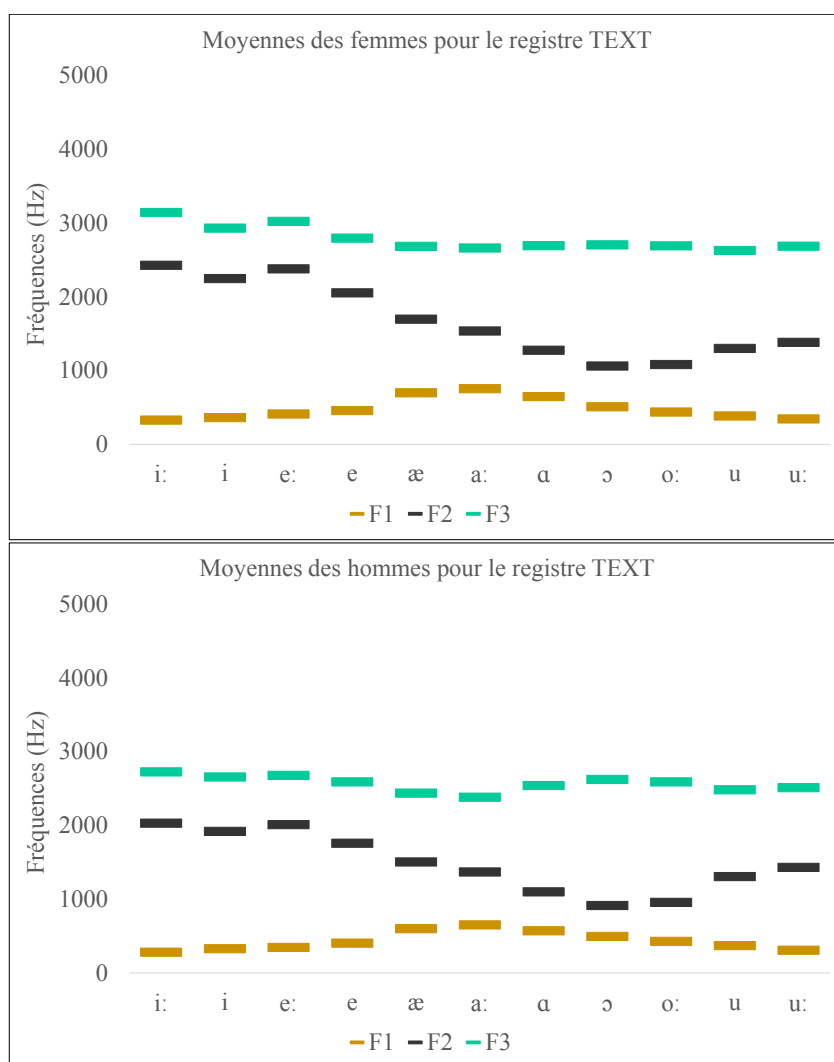 Moyennes des femmes pour le registre TEXT
5000
4000
3000
2000
1000
0
Fréquences (Hz)
iː i eː e æ aː ɑ ɔ oː u uː
F1 F2 F3
Moyennes des hommes pour le registre TEXT
5000
4000
3000
2000
1000
0
Fréquences (Hz)
iː i eː e æ aː ɑ ɔ oː u uː
F1 F2 F3